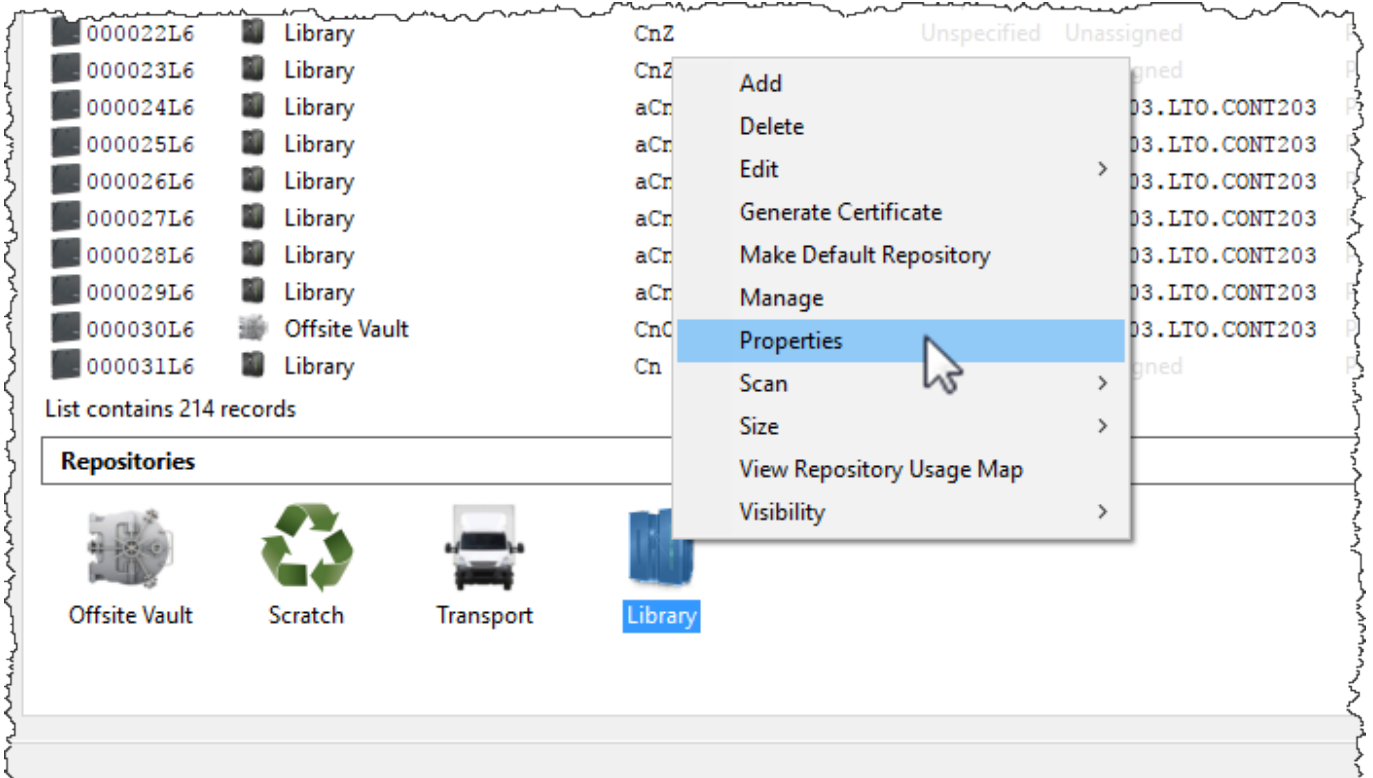 000022L6 Library CnZ Unspecified Unassigned
000023L6 Library CnZ gned
Add
000024L6 Library aCn 03.LTO.CONT203
Delete
000025L6 Library aCn 03.LTO.CONT203
Edit
000026L6 Library aCn 03.LTO.CONT203
Generate Certificate
000027L6 Library aCn 03.LTO.CONT203
Make Default Repository
000028L6 Library aCn 03.LTO.CONT203
Manage
000029L6 Library aCn 03.LTO.CONT203
000030L6 Offsite Vault 03.LTO.CONT203
Properties
000031L6 Library Cn gned
Scan
List contains 214 records
Size
Repositories
View Repository Usage Map
Visibility
Offsite Vault Scratch Transport Library